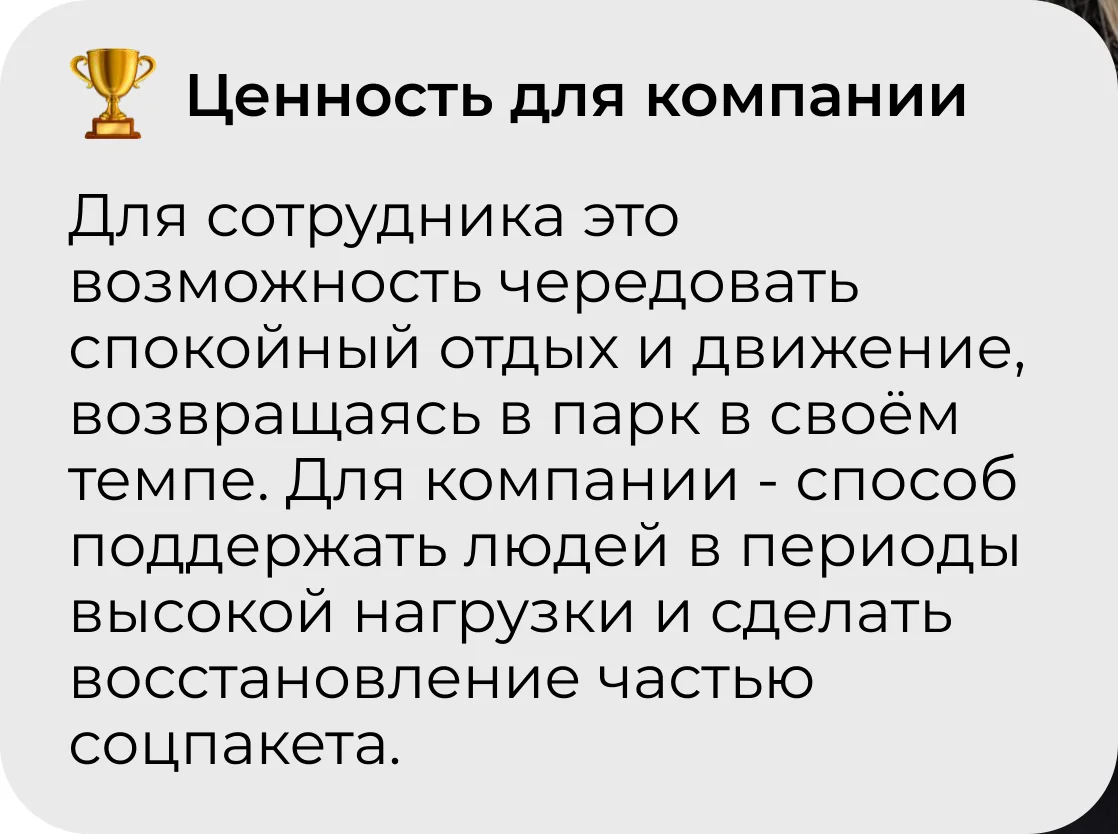 Ценность для компании
Для сотрудника это
возможность чередовать
спокойный отдых и движение,
возвращаясь в парк в своём
темпе. Для компании - способ
поддержать людей в периоды
высокой нагрузки и сделать
восстановление частью
соцпакета.